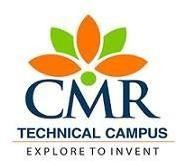 CMR
TECHNICAL CAMPUS
EXPLORE TO INVENT